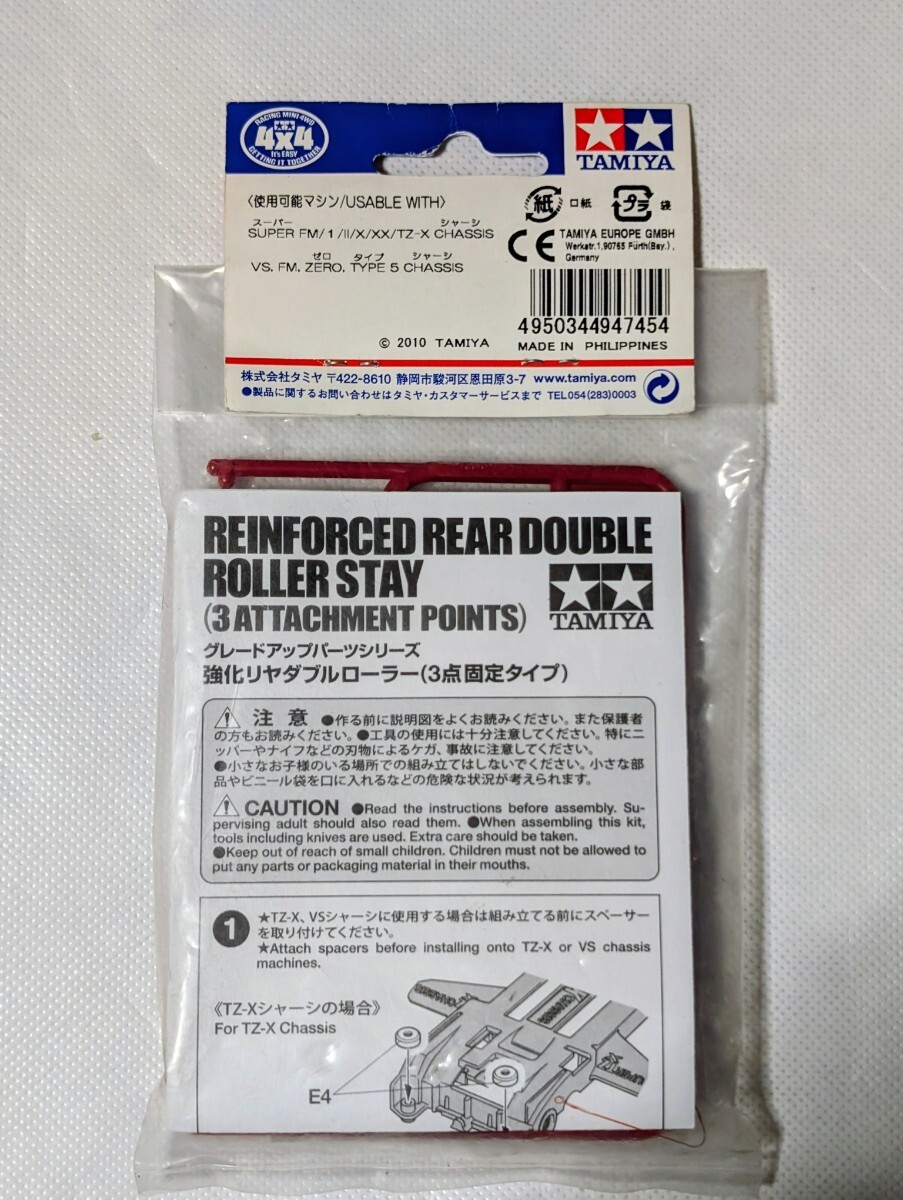 RACING MINI 4WD
4x4
It's EASY
GETTING IT TOGETHER
TAMIYA
〈使用可能マシン/USABLE WITH〉
スーパー シャーシ
SUPER FM/1/II/X/XX/TZ-X CHASSIS
ゼロ タイプ シャーシ
VS. FM. ZERO. TYPE 5 CHASSIS
紙 口紙
プラ 袋
CE TAMIYA EUROPE GMBH
Werkstr.1,90765 Fürth(Bay.),
Germany
4950344947454
© 2010 TAMIYA
MADE IN PHILIPPINES
株式会社タミヤ 〒422-8610 静岡市駿河区恩田原3-7 www.tamiya.com
●製品に関するお問い合わせはタミヤ・カスタマーサービスまで TEL054(283)0003
REINFORCED REAR DOUBLE
ROLLER STAY
(3 ATTACHMENT POINTS)
TAMIYA
グレードアップパーツシリーズ
強化リヤダブルローラー(3点固定タイプ)
注意 ●作る前に説明図をよくお読みください。また保護者
の方もお読みください。●工具の使用には十分注意してください。特にニ
ッパーやナイフなどの刃物によるケガ、事故に注意してください。
●小さなお子様のいる場所での組み立てはしないでください。小さな部
品やビニール袋を口に入れるなどの危険な状況が考えられます。
CAUTION ●Read the instructions before assembly. Su-
pervising adult should also read them. ●When assembling this kit,
tools including knives are used. Extra care should be taken.
●Keep out of reach of small children. Children must not be allowed to
put any parts or packaging material in their mouths.
1 ★TZ-X、VSシャーシに使用する場合は組み立てる前にスペーサー
を取り付けてください。
★Attach spacers before installing onto TZ-X or VS chassis
machines.
《TZ-Xシャーシの場合》
For TZ-X Chassis
E4